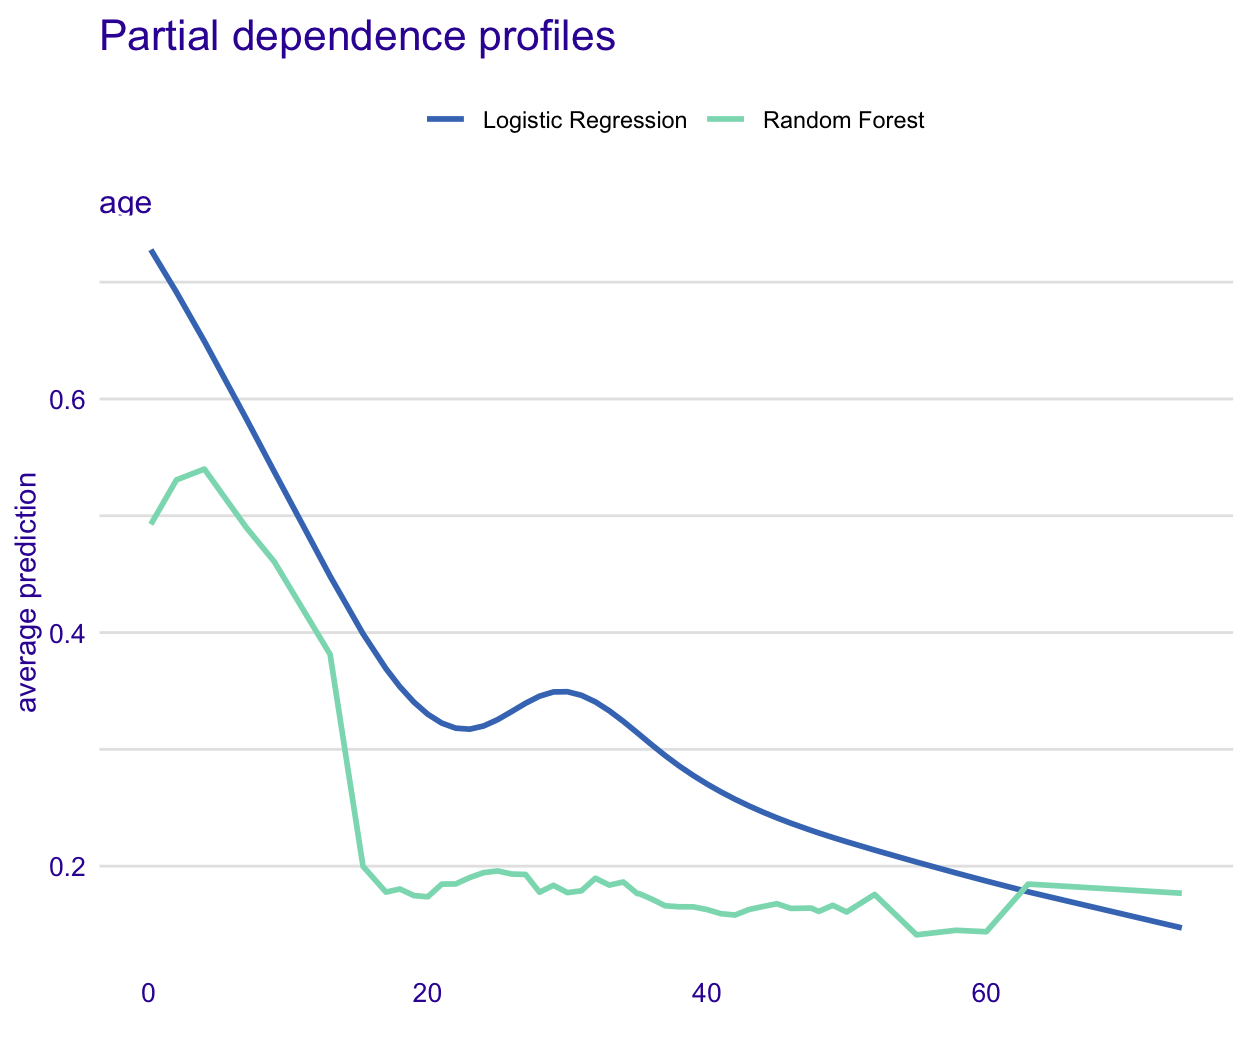 Partial dependence profiles
Logistic Regression
Random Forest
age
average prediction
0.6
0.4
0.2
0
20
40
60